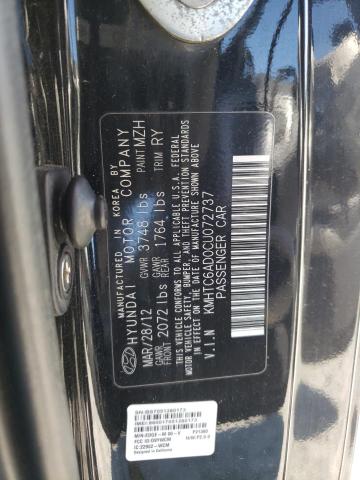 MANUFACTURED IN KOREA BY
HYUNDAI MOTOR COMPANY
MAR/28/12 GVWR 3748 lbs PAINT MZH
GAWR FRONT 2072 lbs GAWR REAR 1764 lbs TRIM RY
THIS VEHICLE CONFORMS TO ALL APPLICABLE U.S.A. FEDERAL
MOTOR VEHICLE SAFETY, BUMPER, AND THEFT PREVENTION STANDARDS
IN EFFECT ON THE DATE OF MANUFACTURE SHOWN ABOVE
V.I.N KMHTC6AD0CU072737
PASSENGER CAR
Designed in California